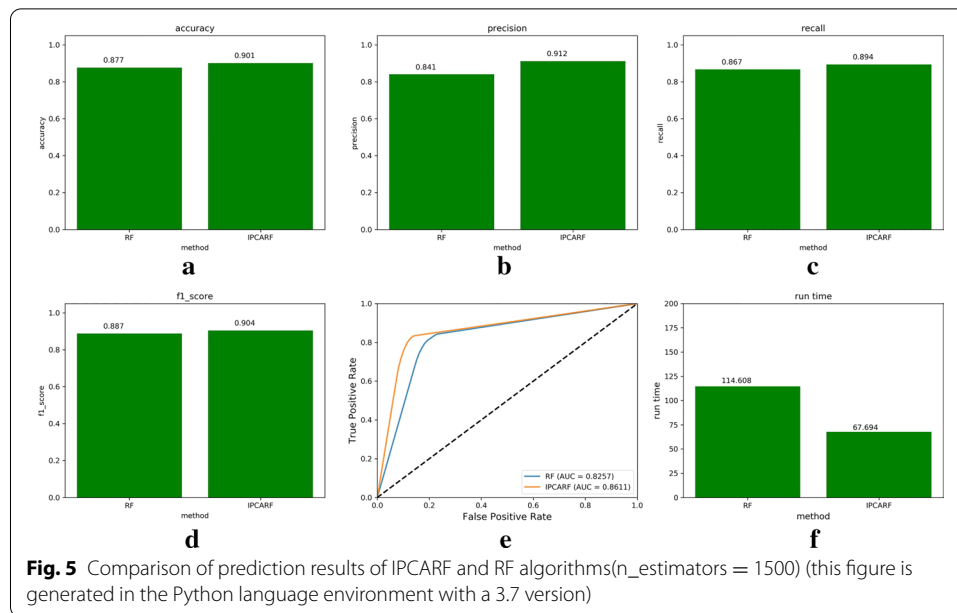 accuracy
1.0
0.8
0.6
0.4
0.2
0.0
accuracy
0.877
0.901
RF
IPCARF
method
a
precision
1.0
0.8
0.6
0.4
0.2
0.0
precision
0.841
0.912
RF
IPCARF
method
b
recall
1.0
0.8
0.6
0.4
0.2
0.0
recall
0.867
0.894
RF
IPCARF
method
c
f1_score
1.0
0.8
0.6
0.4
0.2
0.0
f1_score
0.887
0.904
RF
IPCARF
method
d
1.0
0.8
0.6
0.4
0.2
0.0
True Positive Rate
RF (AUC = 0.8257)
IPCARF (AUC = 0.8611)
0.0 0.2 0.4 0.6 0.8 1.0
False Positive Rate
e
run time
200
175
150
125
100
75
50
25
0
run time
114.608
67.694
RF
IPCARF
method
f
Fig. 5 Comparison of prediction results of IPCARF and RF algorithms(n_estimators = 1500) (this figure is
generated in the Python language environment with a 3.7 version)